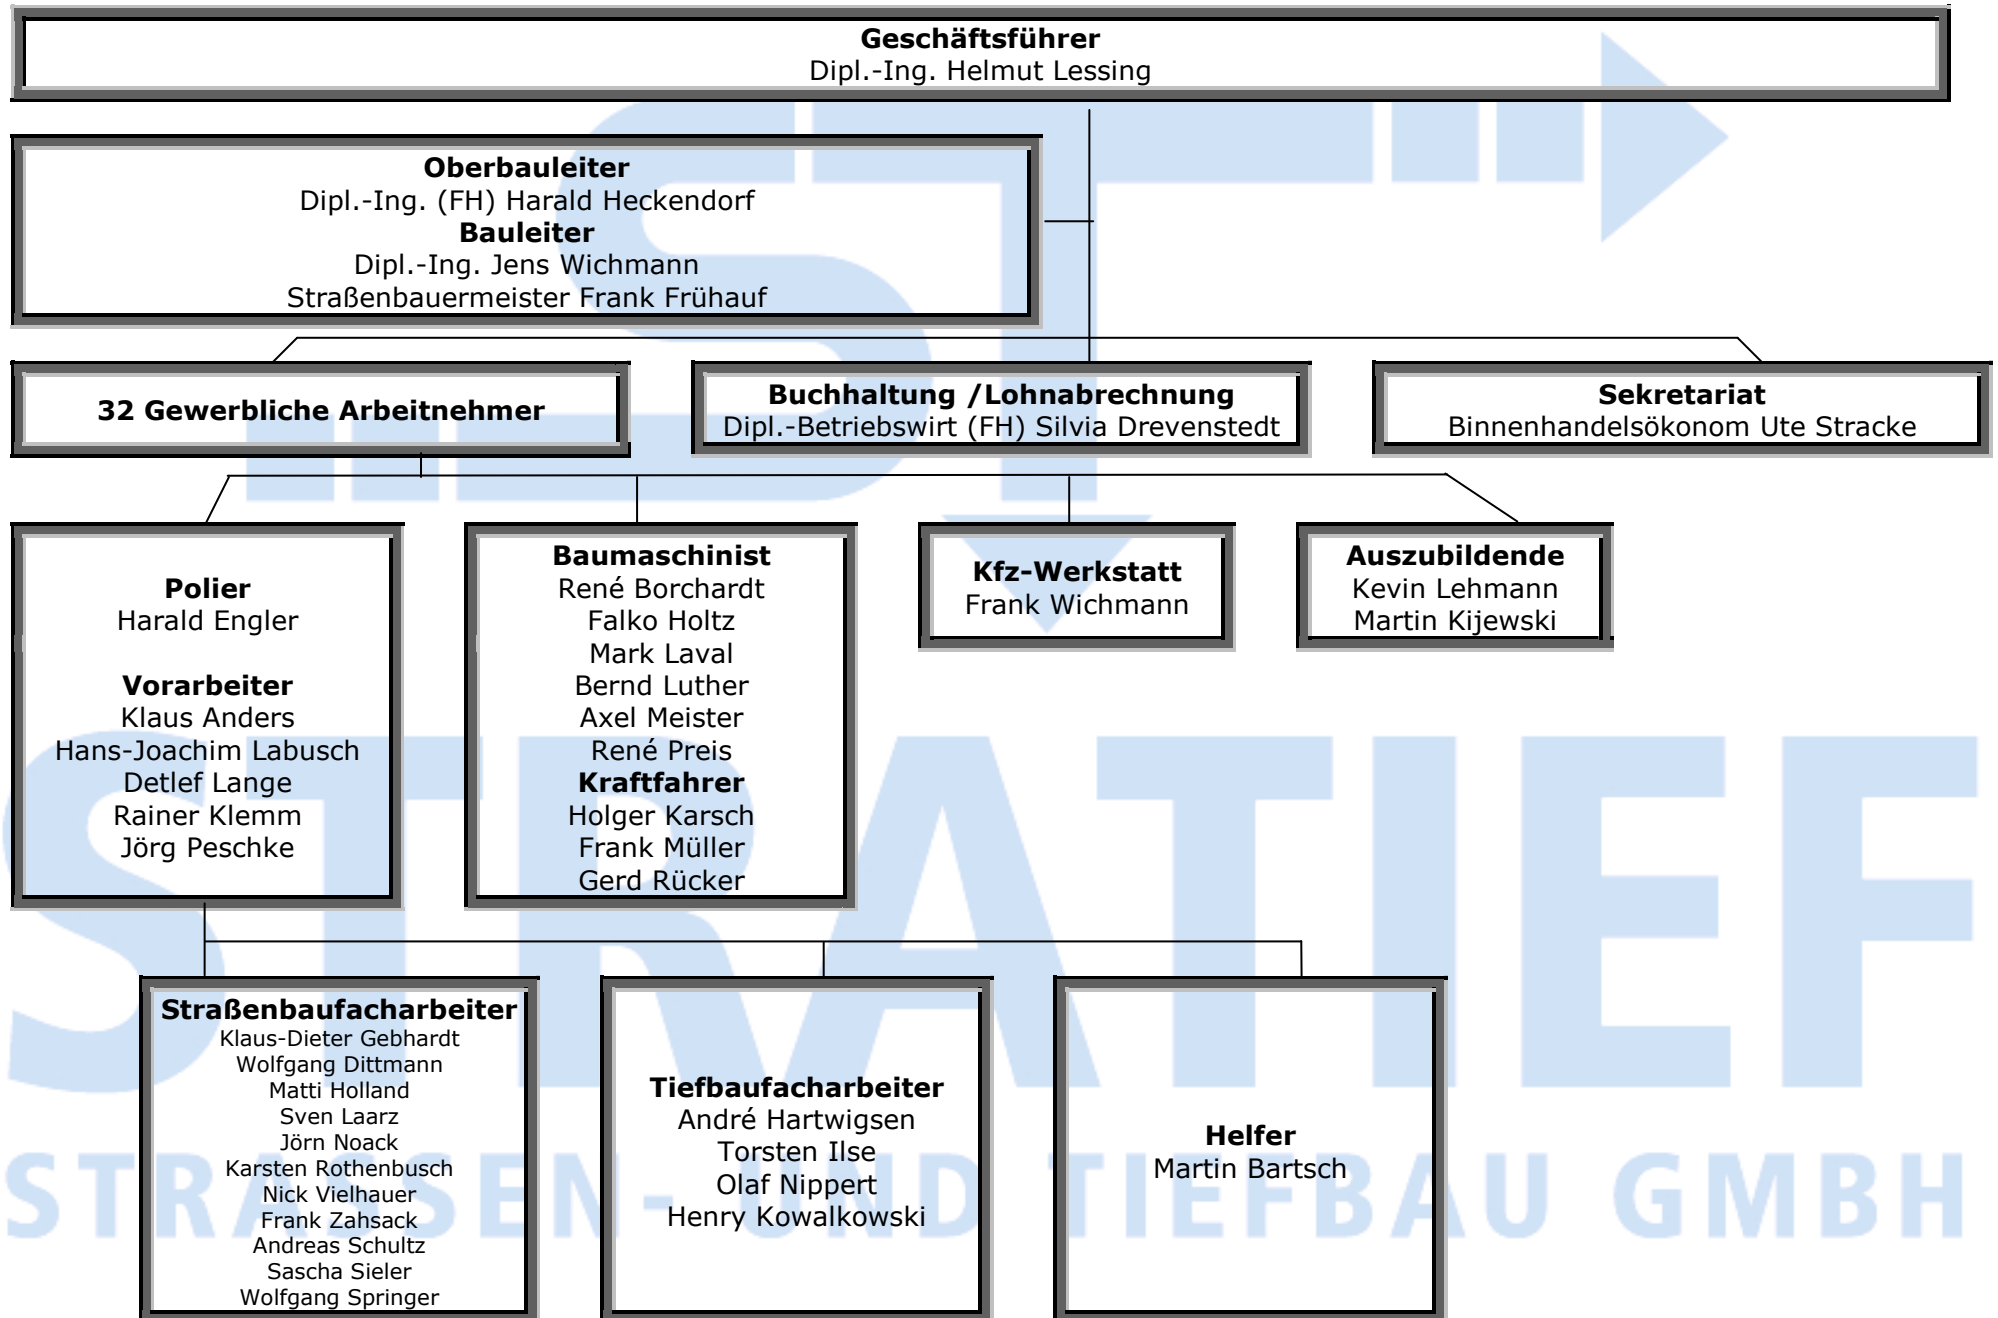 Geschäftsführer
Dipl.-Ing. Helmut Lessing
Oberbauleiter
Dipl.-Ing. (FH) Harald Heckendorf
Bauleiter
Dipl.-Ing. Jens Wichmann
Straßenbauermeister Frank Frühauf
32 Gewerbliche Arbeitnehmer
Buchhaltung /Lohnabrechnung
Dipl.-Betriebswirt (FH) Silvia Drevenstedt
Sekretariat
Binnenhandelsökonom Ute Stracke
Polier
Harald Engler
Vorarbeiter
Klaus Anders
Hans-Joachim Labusch
Detlef Lange
Rainer Klemm
Jörg Peschke
Baumaschinist
René Borchardt
Falko Holtz
Mark Laval
Bernd Luther
Axel Meister
René Preis
Kraftfahrer
Holger Karsch
Frank Müller
Gerd Rücker
Kfz-Werkstatt
Frank Wichmann
Auszubildende
Kevin Lehmann
Martin Kijewski
Straßenbaufacharbeiter
Klaus-Dieter Gebhardt
Wolfgang Dittmann
Matti Holland
Sven Laarz
Jörn Noack
Karsten Rothenbusch
Nick Vielhauer
Frank Zahsack
Andreas Schultz
Sascha Sieler
Wolfgang Springer
Tiefbaufacharbeiter
André Hartwigsen
Torsten Ilse
Olaf Nippert
Henry Kowalkowski
Helfer
Martin Bartsch
ST
STRATIEF
STRASSEN- UND TIEFBAU GMBH